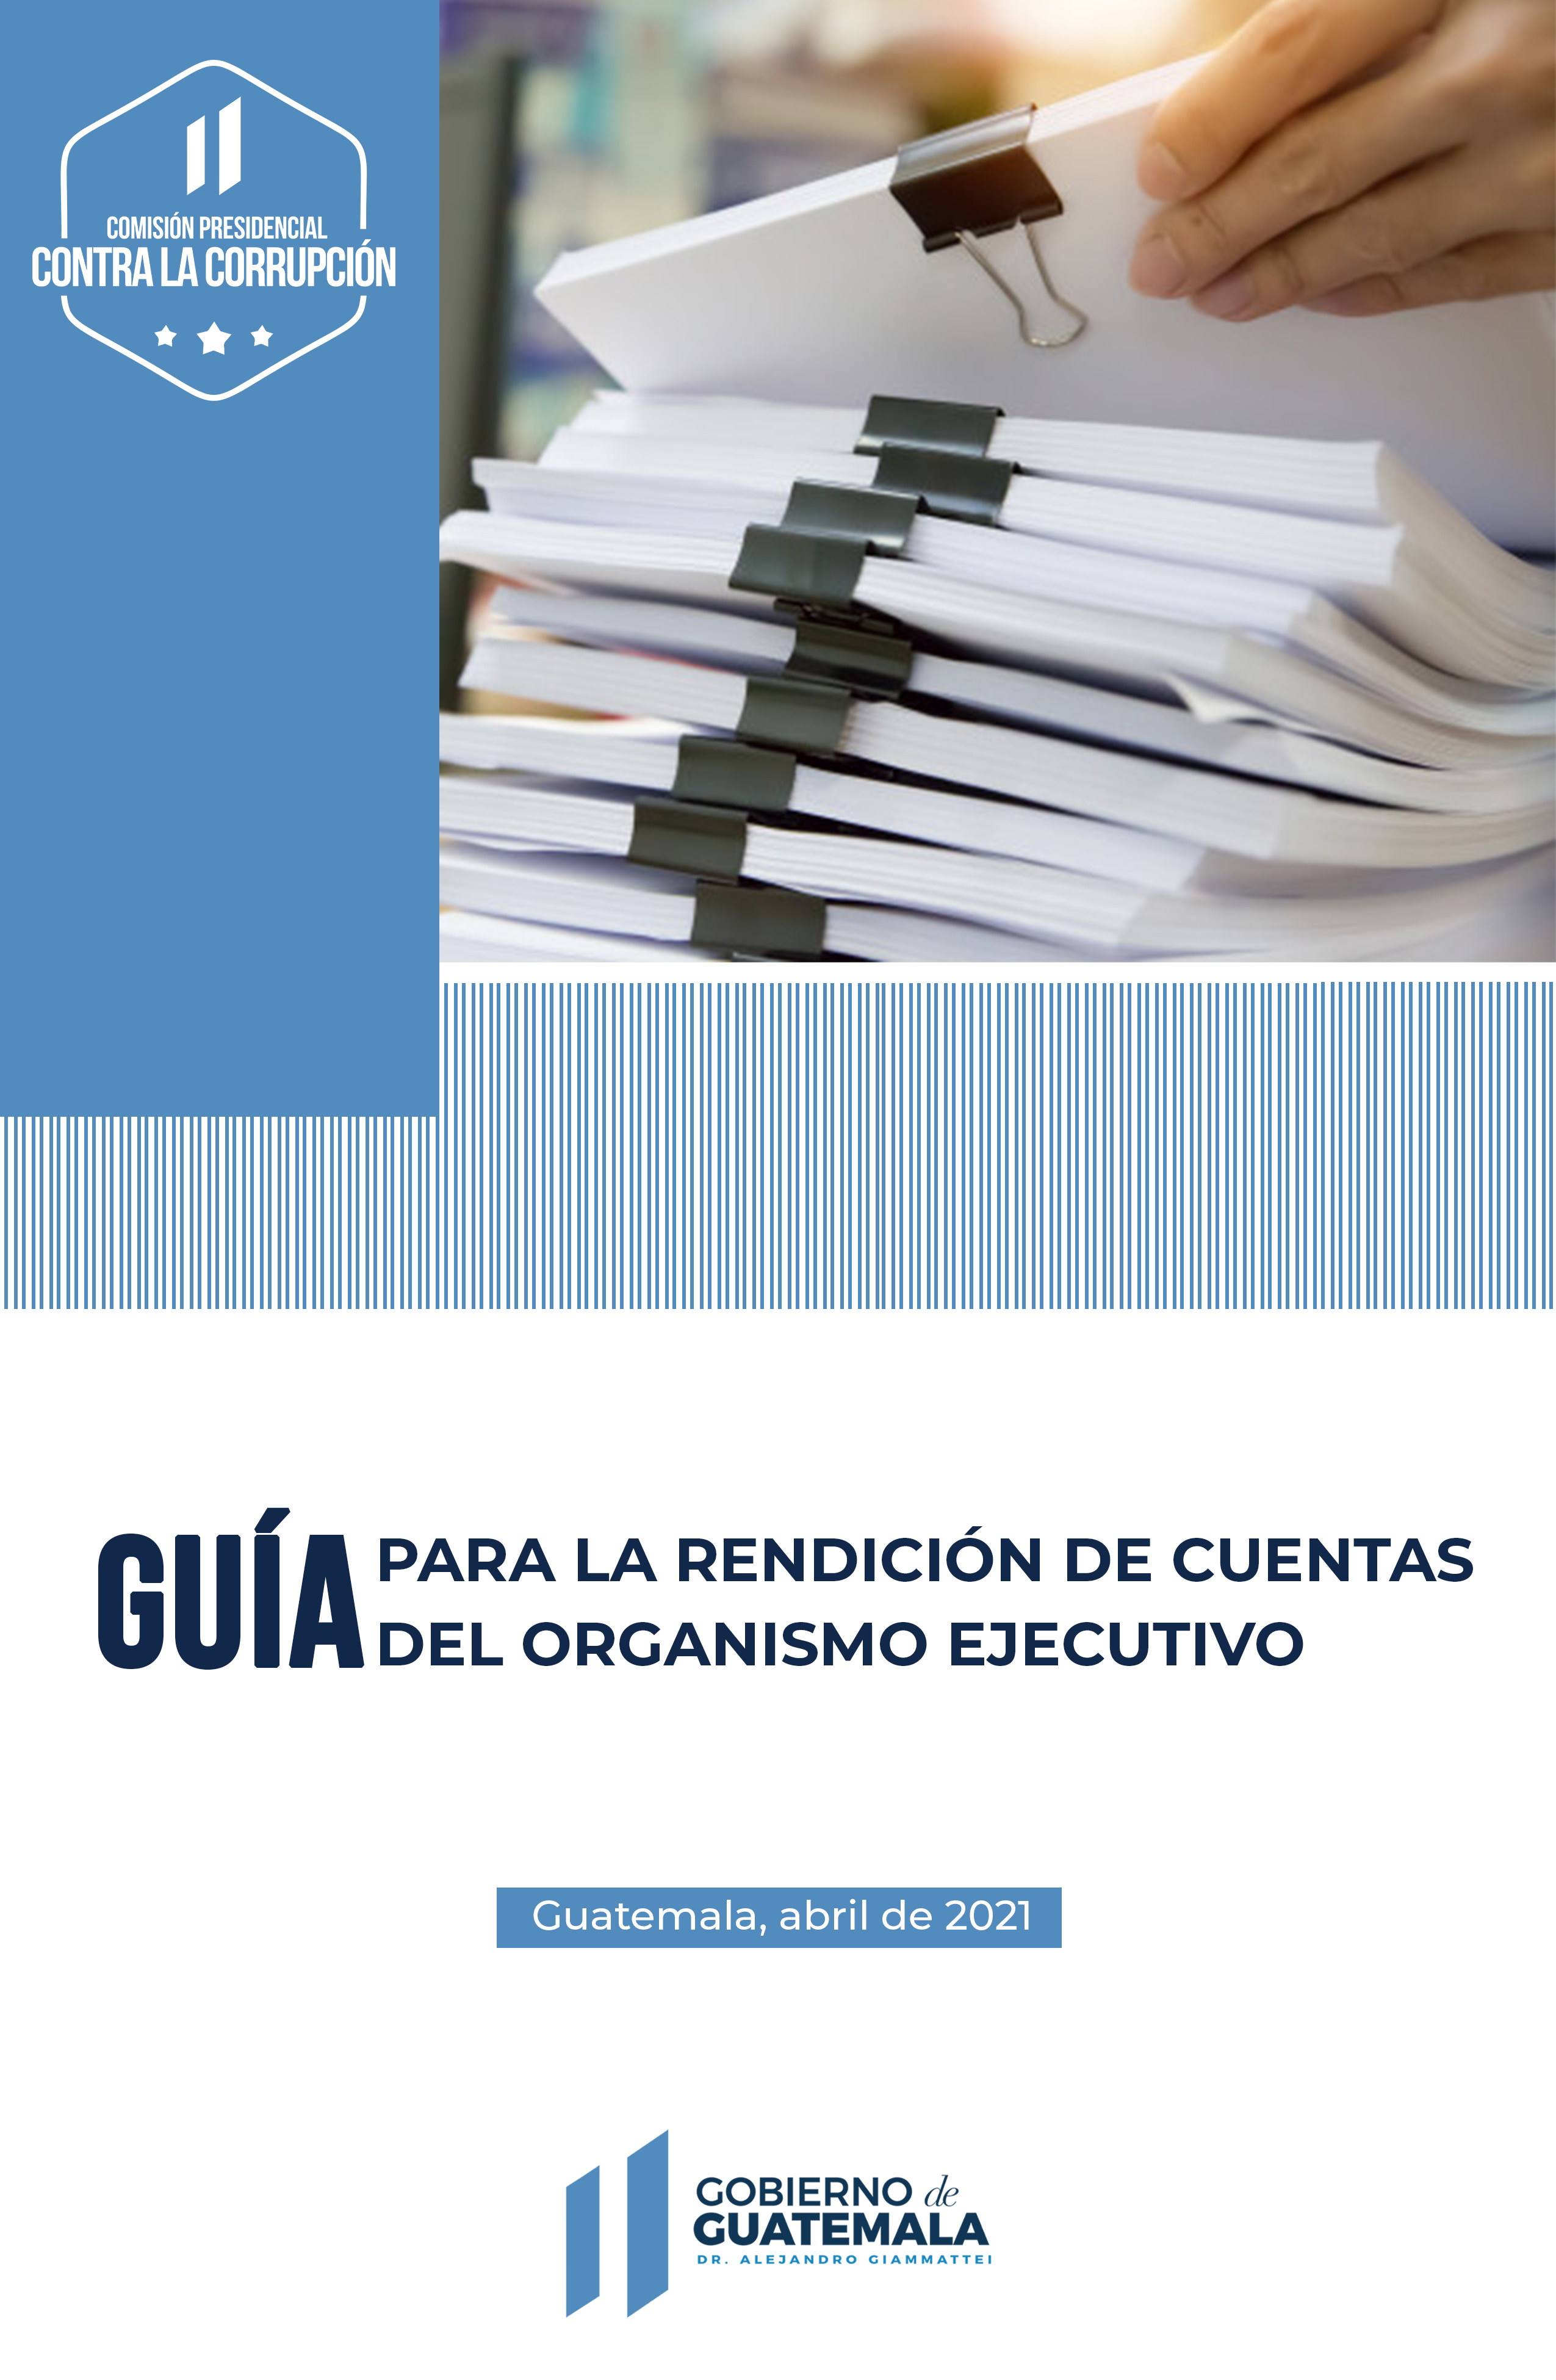 COMISIÓN PRESIDENCIAL
CONTRA LA CORRUPCIÓN
GUÍA PARA LA RENDICIÓN DE CUENTAS
DEL ORGANISMO EJECUTIVO
Guatemala, abril de 2021
GOBIERNO de
GUATEMALA
DR. ALEJANDRO GIAMMATTEI